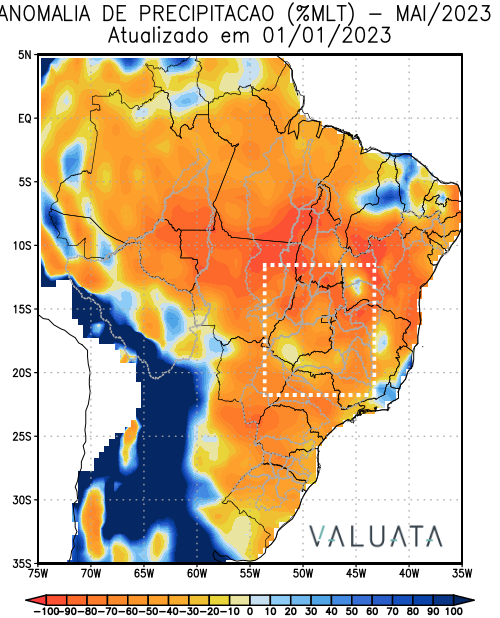 ANOMALIA DE PRECIPITACAO (%MLT) – MAI/2023
Atualizado em 01/01/2023
5N
EQ
5S
10S
15S
20S
25S
30S
35S
VALUATA
75W 70W 65W 60W 55W 50W 45W 40W 35W
-100 -90 -80 -70 -60 -50 -40 -30 -20 -10 0 10 20 30 40 50 60 70 80 90 100